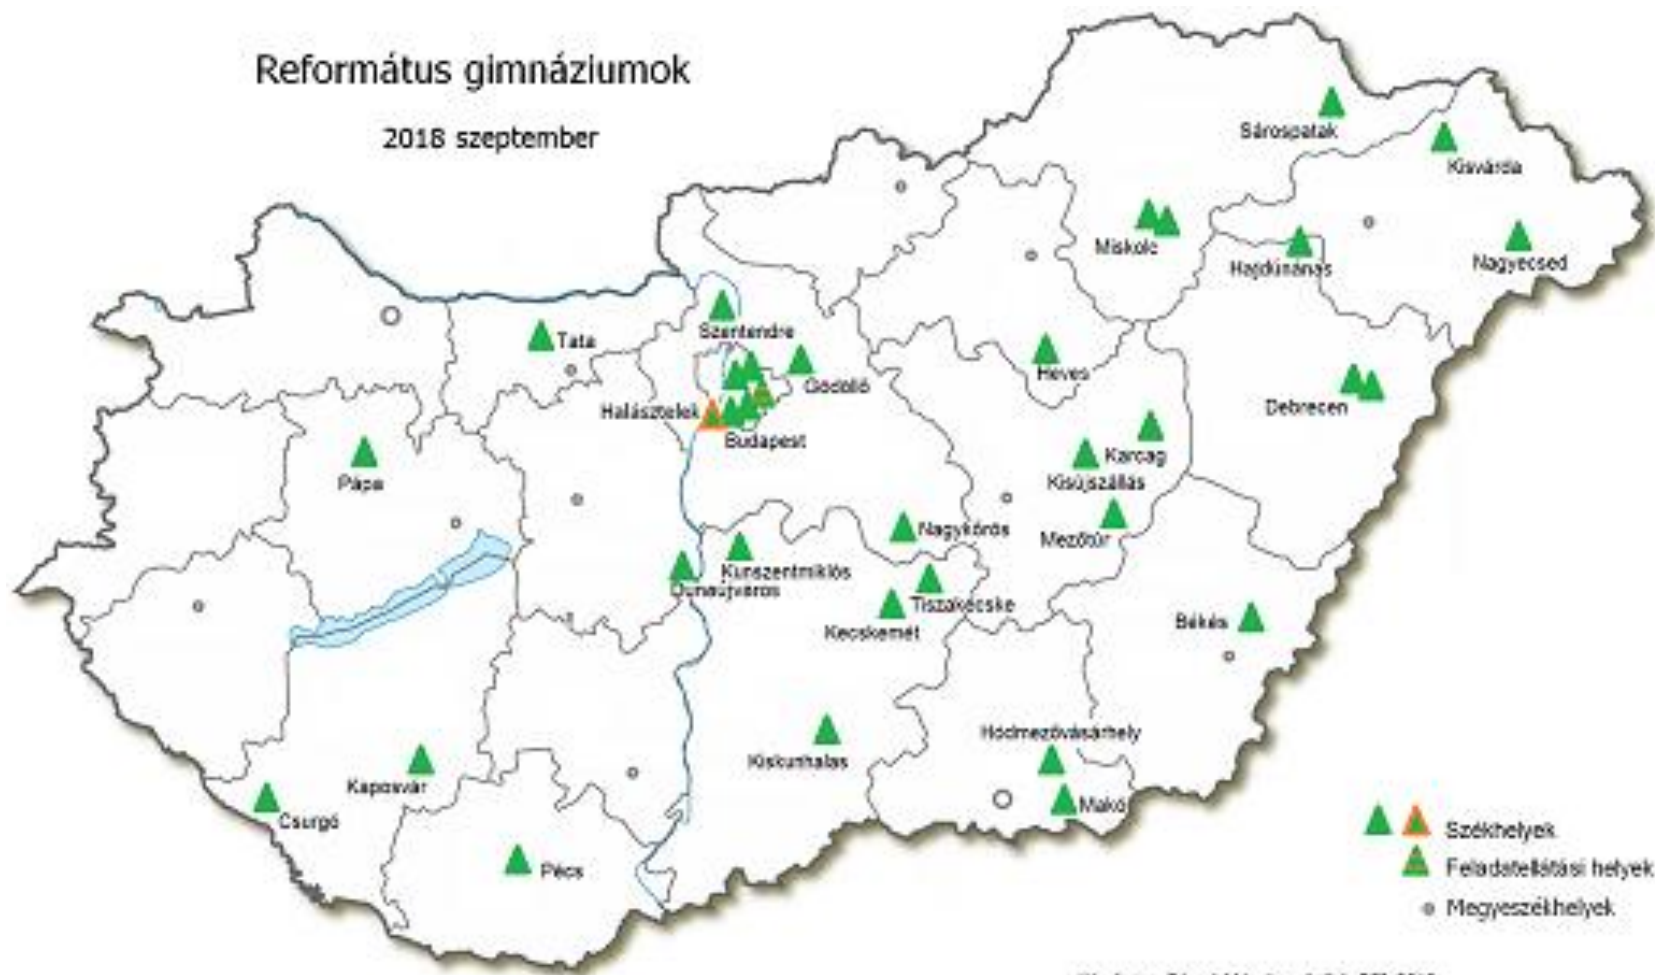 Református gimnáziumok
2018 szeptember
Sárospatak
Kisvárda
Miskolc
Hajdúnánás
Nagyecsed
Szentendre
Tata
Gödöllő
Heves
Halásztelek
Budapest
Debrecen
Pápa
Karcag
Kisújszállás
Nagykőrös
Mezőtúr
Kunszentmiklós
Dunaújváros
Tiszakécske
Kecskemét
Békés
Hódmezővásárhely
Kiskunhalas
Kaposvár
Csurgó
Makó
Pécs
Székhelyek
Feladatellátási helyek
Megyeszékhelyek